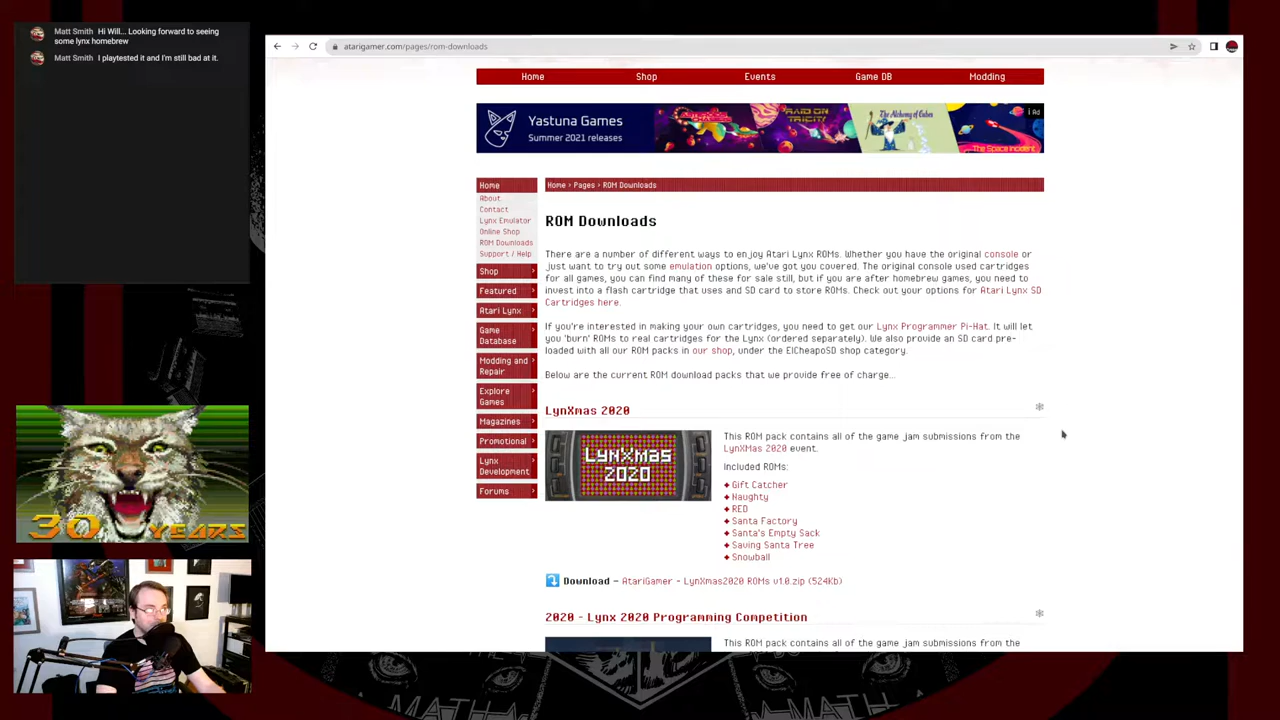 Matt Smith Hi Will... Looking forward to seeing
some lynx homebrew
Matt Smith I playtested it and I'm still bad at it.
atarigamer.com/pages/rom-downloads
Home Shop Events Game DB Modding
Yastuna Games
Summer 2021 releases
RAID ON
TRICITY
The Alchemy of Cubes
The Space Incident
Ad
Home
About
Contact
Lynx Emulator
Online Shop
ROM Downloads
Support / Help
Shop
Featured
Atari Lynx
Game
Database
Modding and
Repair
Explore
Games
Magazines
Promotional
Lynx
Development
Forums
Home > Pages > ROM Downloads
ROM Downloads
There are a number of different ways to enjoy Atari Lynx ROMs. Whether you have the original console or
just want to try out some emulation options, we've got you covered. The original console used cartridges
for all games, you can find many of these for sale still, but if you are after homebrew games, you need to
invest into a flash cartridge that uses and SD card to store ROMs. Check out your options for Atari Lynx SD
Cartridges here.
If you're interested in making your own cartridges, you need to get our Lynx Programmer Pi-Hat. It will let
you 'burn' ROMs to real cartridges for the Lynx (ordered separately). We also provide an SD card pre-
loaded with all our ROM packs in our shop, under the ElCheapoSD shop category.
Below are the current ROM download packs that we provide free of charge...
LynXmas 2020
LynXmas
2020
This ROM pack contains all of the game jam submissions from the
LynXMas 2020 event.
Included ROMs:
Gift Catcher
Naughty
RED
Santa Factory
Santa's Empty Sack
Saving Santa Tree
Snowball
Download - AtariGamer - LynXmas2020 ROMs v1.0.zip (524Kb)
2020 - Lynx 2020 Programming Competition
This ROM pack contains all of the game jam submissions from the
30 YEARS